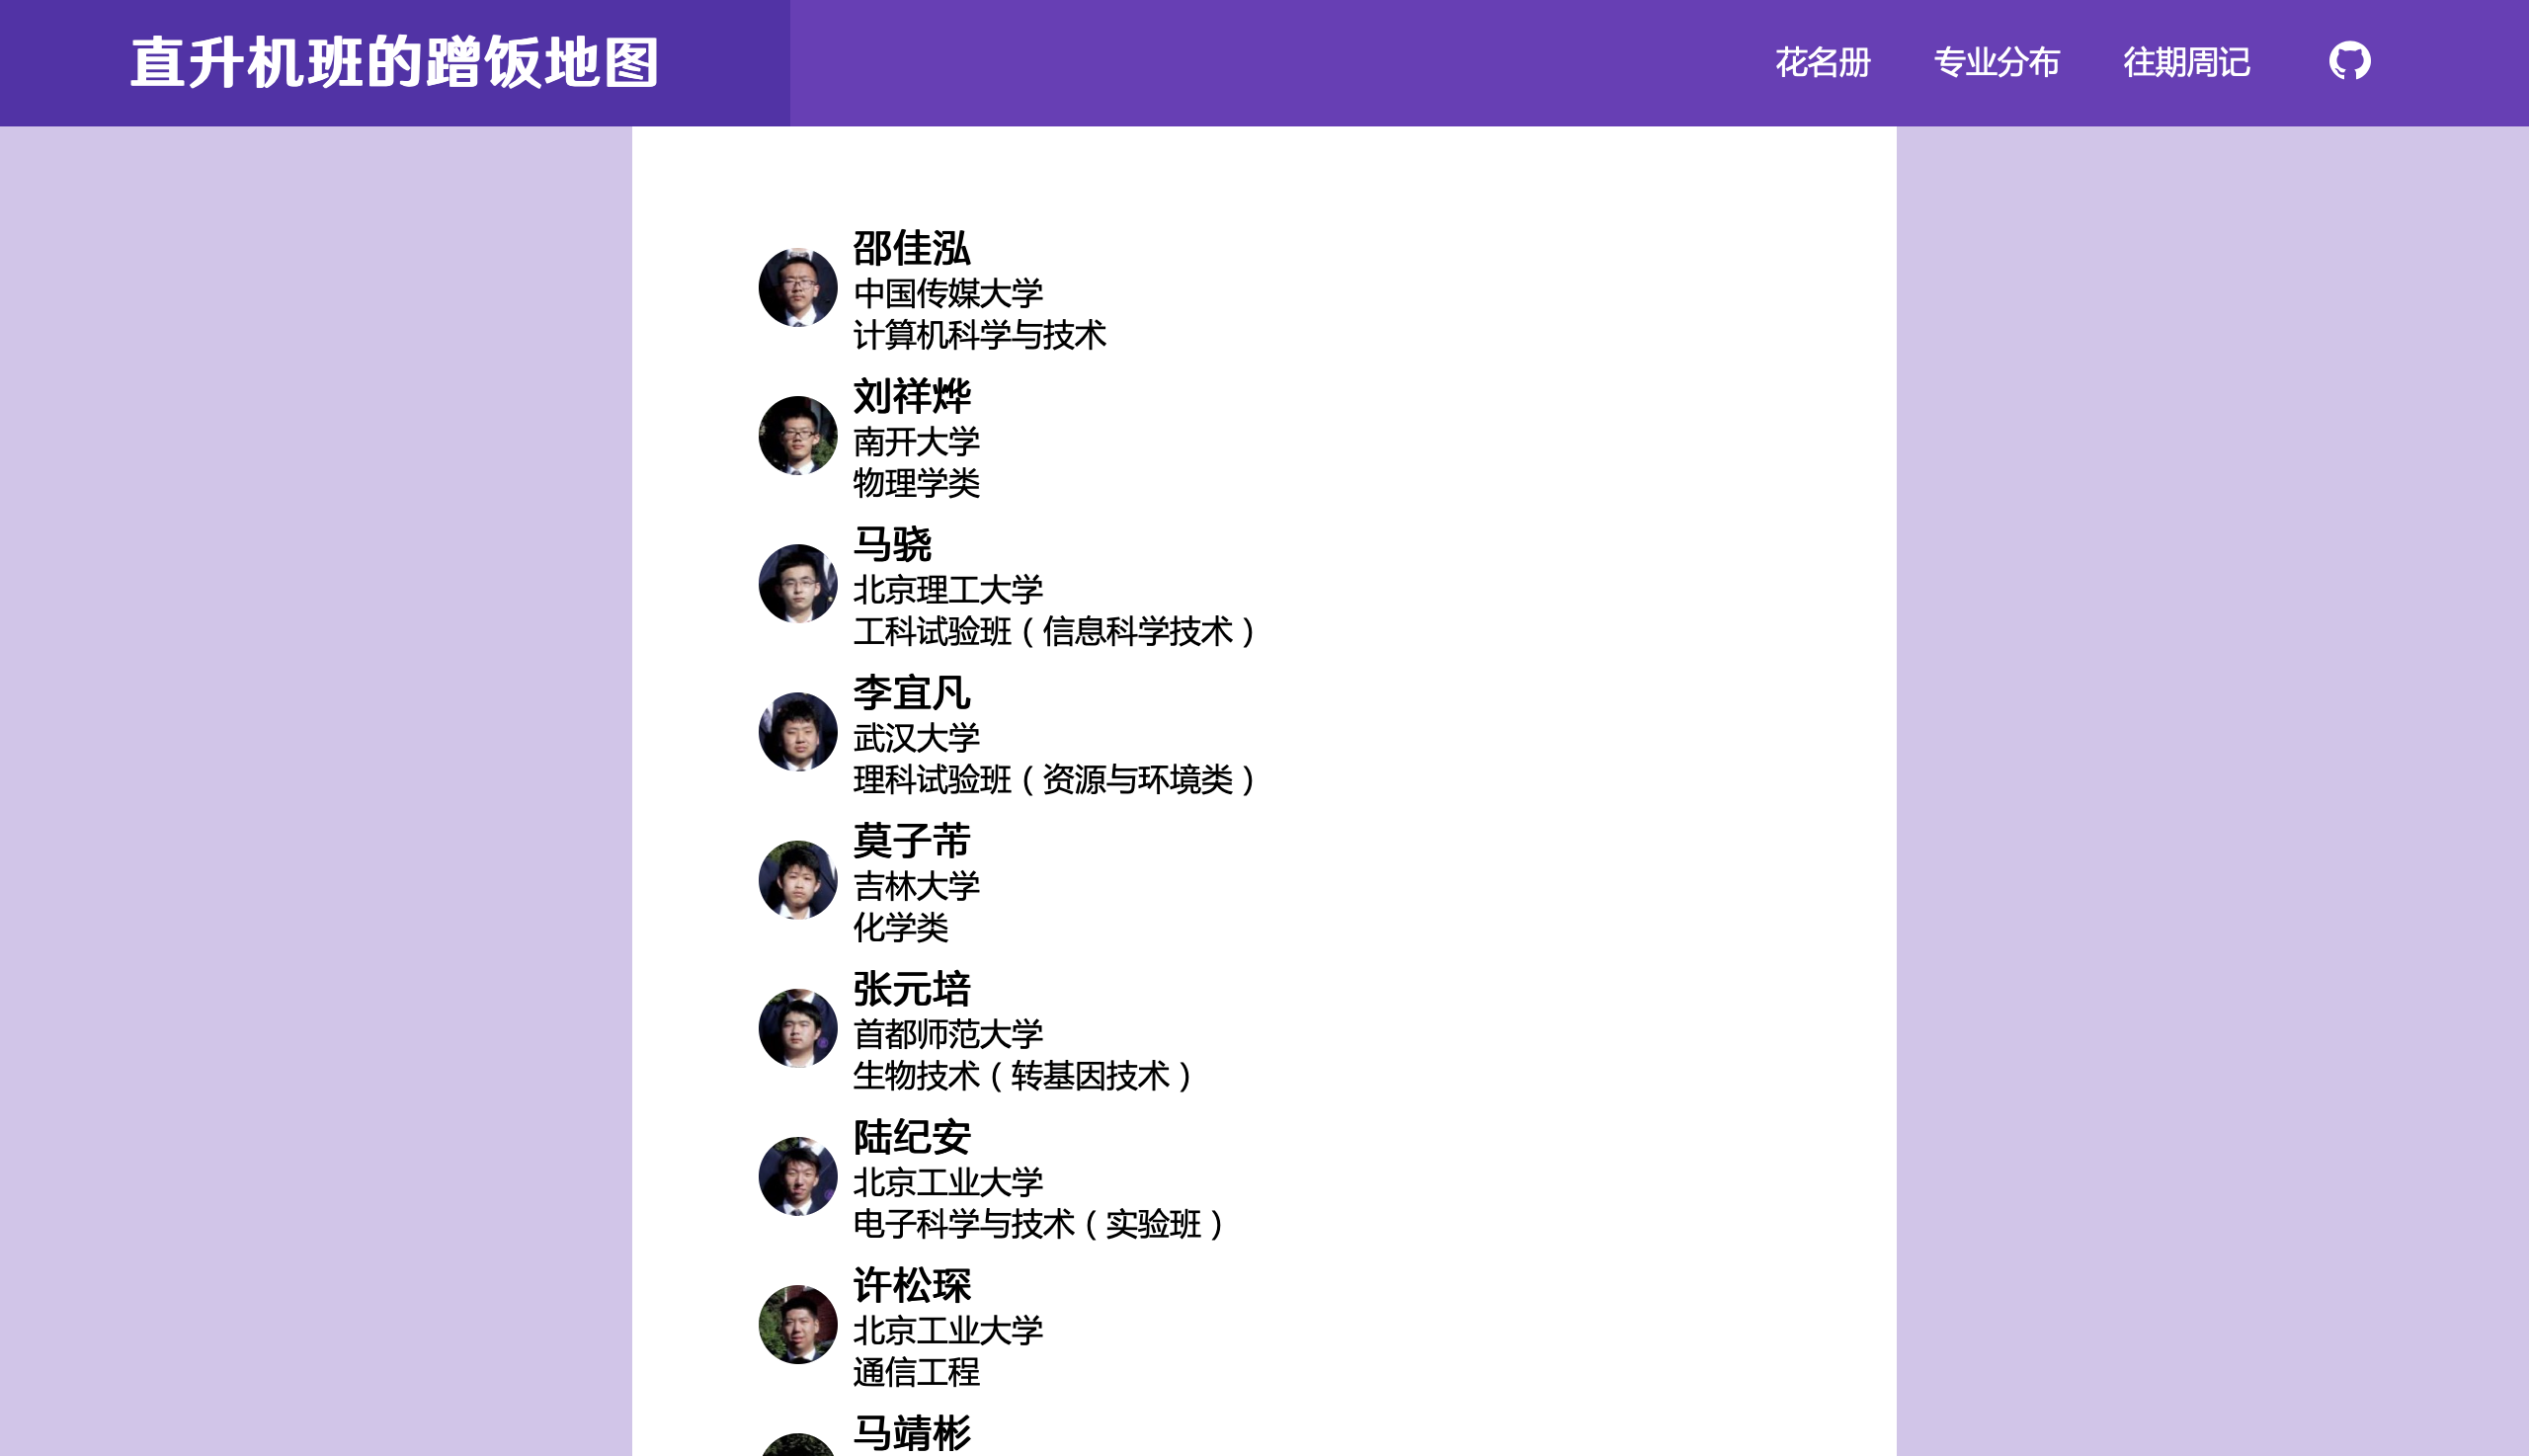 直升机班的蹭饭地图
花名册 专业分布 往期周记
邵佳泓
中国传媒大学
计算机科学与技术
刘祥烨
南开大学
物理学类
马骁
北京理工大学
工科试验班（信息科学技术）
李宜凡
武汉大学
理科试验班（资源与环境类）
莫子芾
吉林大学
化学类
张元培
首都师范大学
生物技术（转基因技术）
陆纪安
北京工业大学
电子科学与技术（实验班）
许松琛
北京工业大学
通信工程
马靖彬